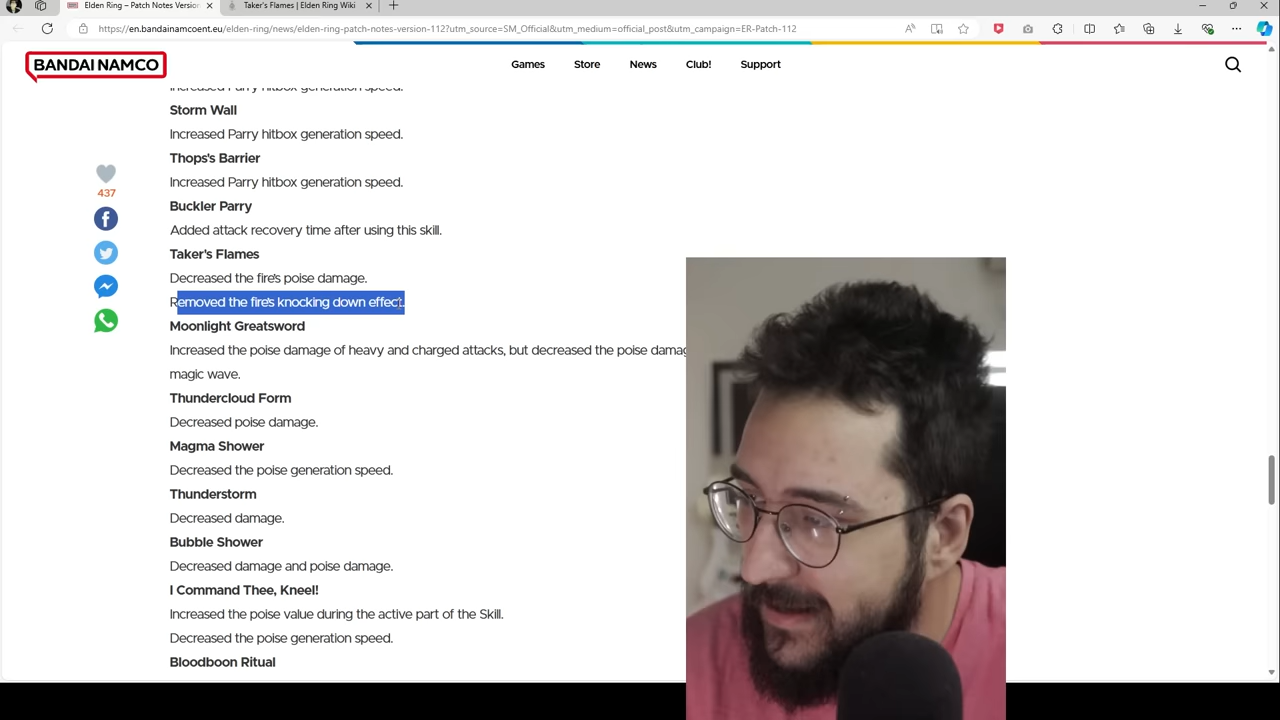 Elden Ring – Patch Notes Version
Taker's Flames | Elden Ring Wiki
https://en.bandainamcoent.eu/elden-ring/news/elden-ring-patch-notes-version-112?utm_source=SM_Official&utm_medium=official_post&utm_campaign=ER-Patch-112
BANDAI NAMCO
Games
Store
News
Club!
Support
Increased Parry hitbox generation speed.
Storm Wall
Increased Parry hitbox generation speed.
Thops's Barrier
Increased Parry hitbox generation speed.
437
Buckler Parry
Added attack recovery time after using this skill.
Taker's Flames
Decreased the fire's poise damage.
Removed the fire's knocking down effect.
Moonlight Greatsword
Increased the poise damage of heavy and charged attacks, but decreased the poise damag
magic wave.
Thundercloud Form
Decreased poise damage.
Magma Shower
Decreased the poise generation speed.
Thunderstorm
Decreased damage.
Bubble Shower
Decreased damage and poise damage.
I Command Thee, Kneel!
Increased the poise value during the active part of the Skill.
Decreased the poise generation speed.
Bloodboon Ritual